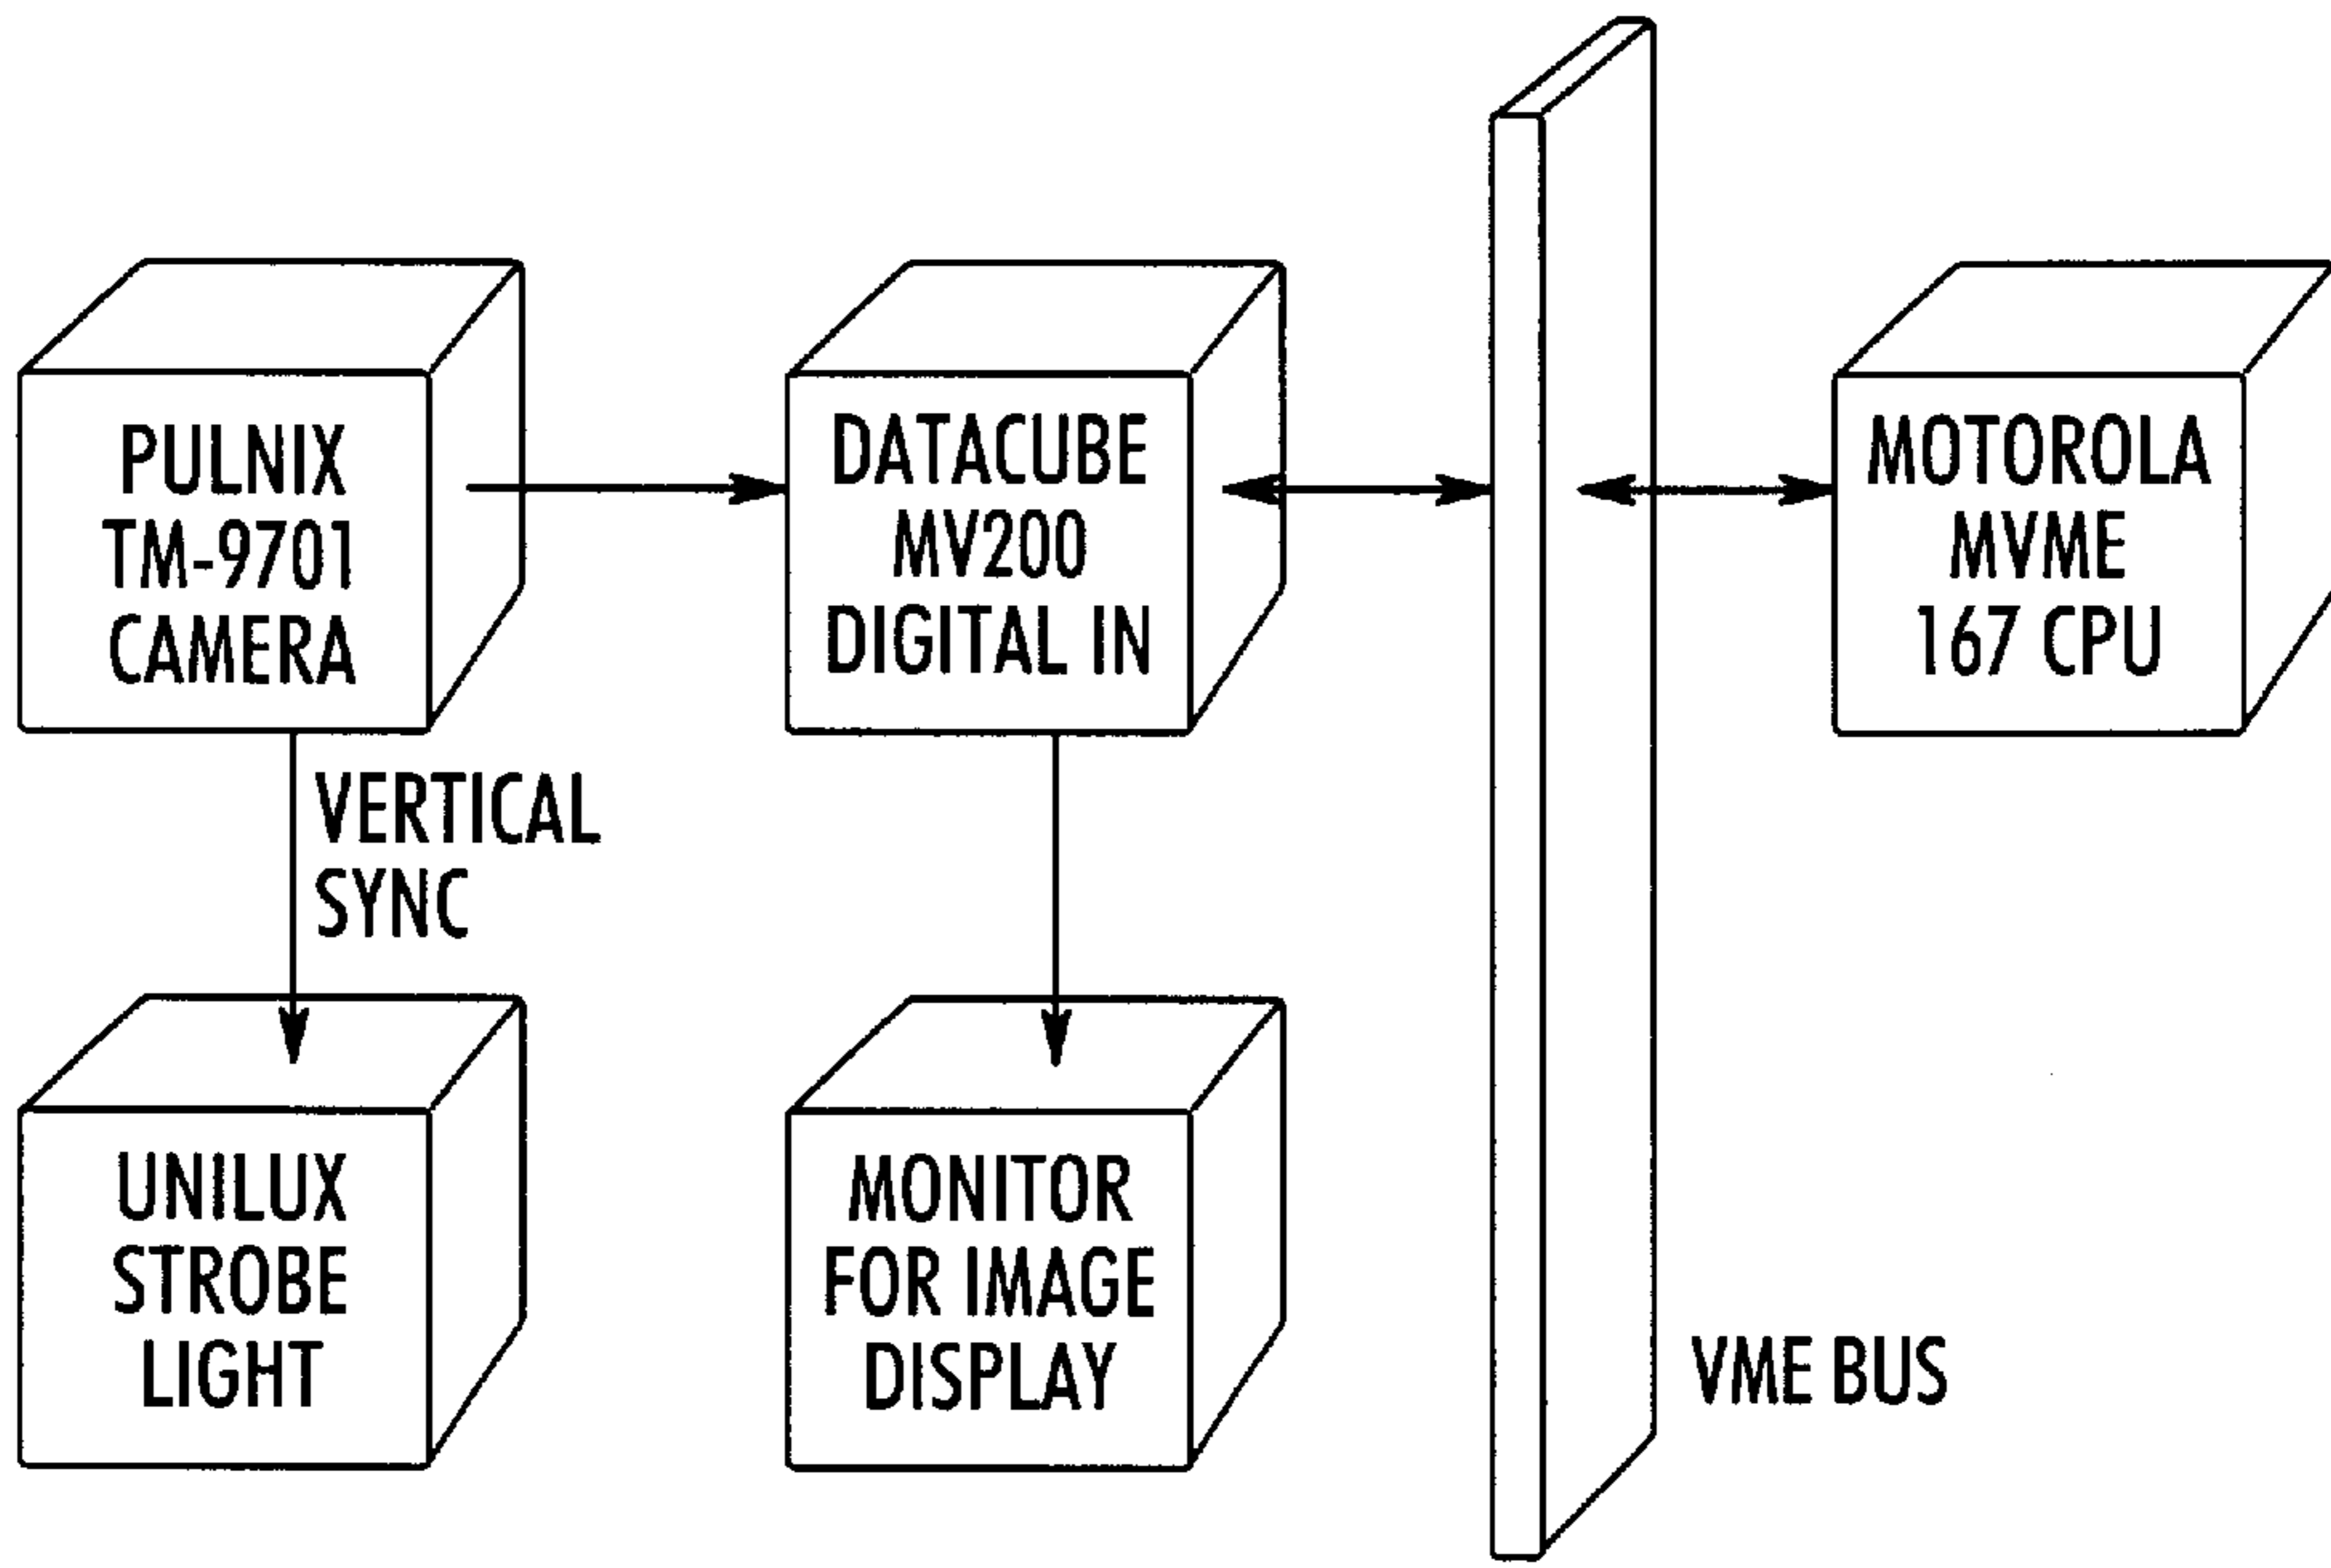 PULNIX
TM-9701
CAMERA
DATACUBE
MV200
DIGITAL IN
MOTOROLA
MVME
167 CPU
VERTICAL
SYNC
UNILUX
STROBE
LIGHT
MONITOR
FOR IMAGE
DISPLAY
VME BUS